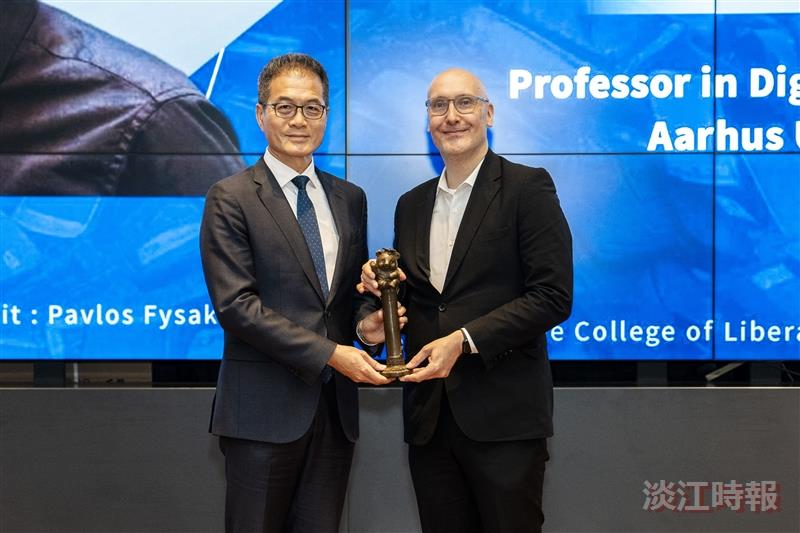 Professor in Dig
Aarhus U
it : Pavlos Fysak
e College of Libera
淡江時報